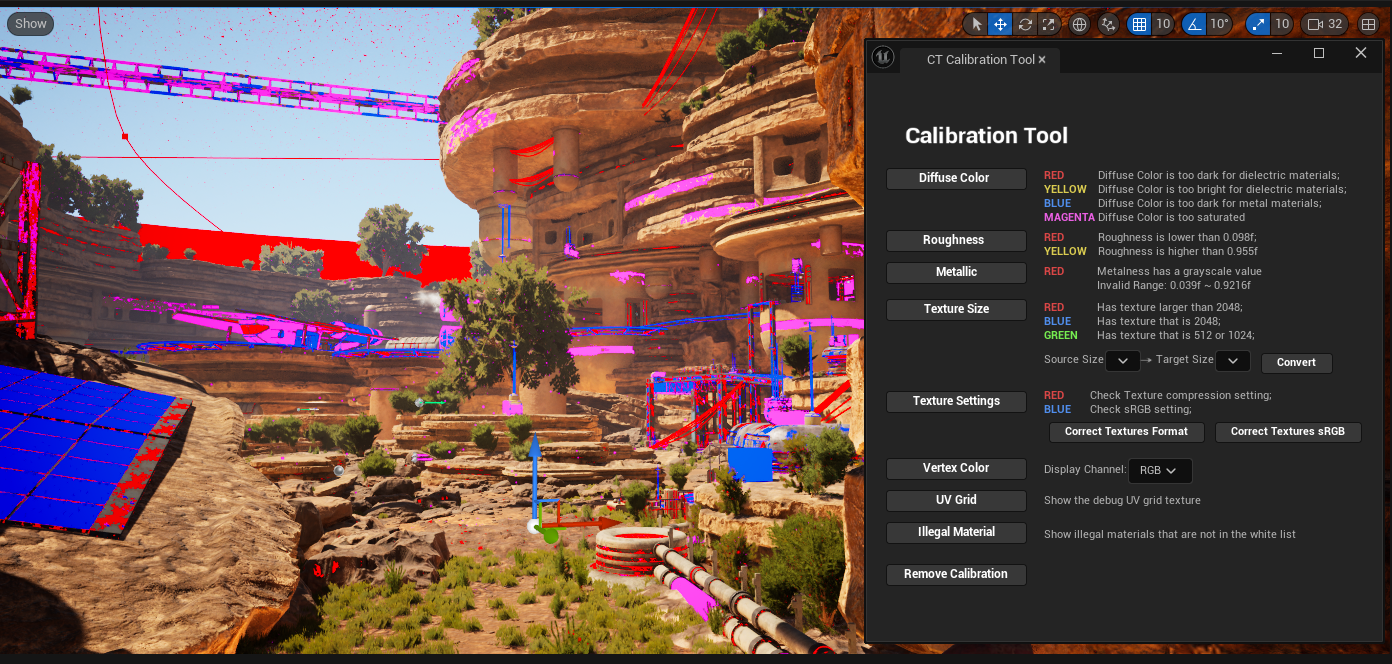 Show
10
10°
10
32
CT Calibration Tool ×
Calibration Tool
Diffuse Color
RED Diffuse Color is too dark for dielectric materials;
YELLOW Diffuse Color is too bright for dielectric materials;
BLUE Diffuse Color is too dark for metal materials;
MAGENTA Diffuse Color is too saturated
Roughness
RED Roughness is lower than 0.098f;
YELLOW Roughness is higher than 0.955f
Metallic
RED Metalness has a grayscale value
Invalid Range: 0.039f ~ 0.9216f
Texture Size
RED Has texture larger than 2048;
BLUE Has texture that is 2048;
GREEN Has texture that is 512 or 1024;
Source Size → Target Size Convert
Texture Settings
RED Check Texture compression setting;
BLUE Check sRGB setting;
Correct Textures Format Correct Textures sRGB
Vertex Color Display Channel: RGB
UV Grid Show the debug UV grid texture
Illegal Material Show illegal materials that are not in the white list
Remove Calibration